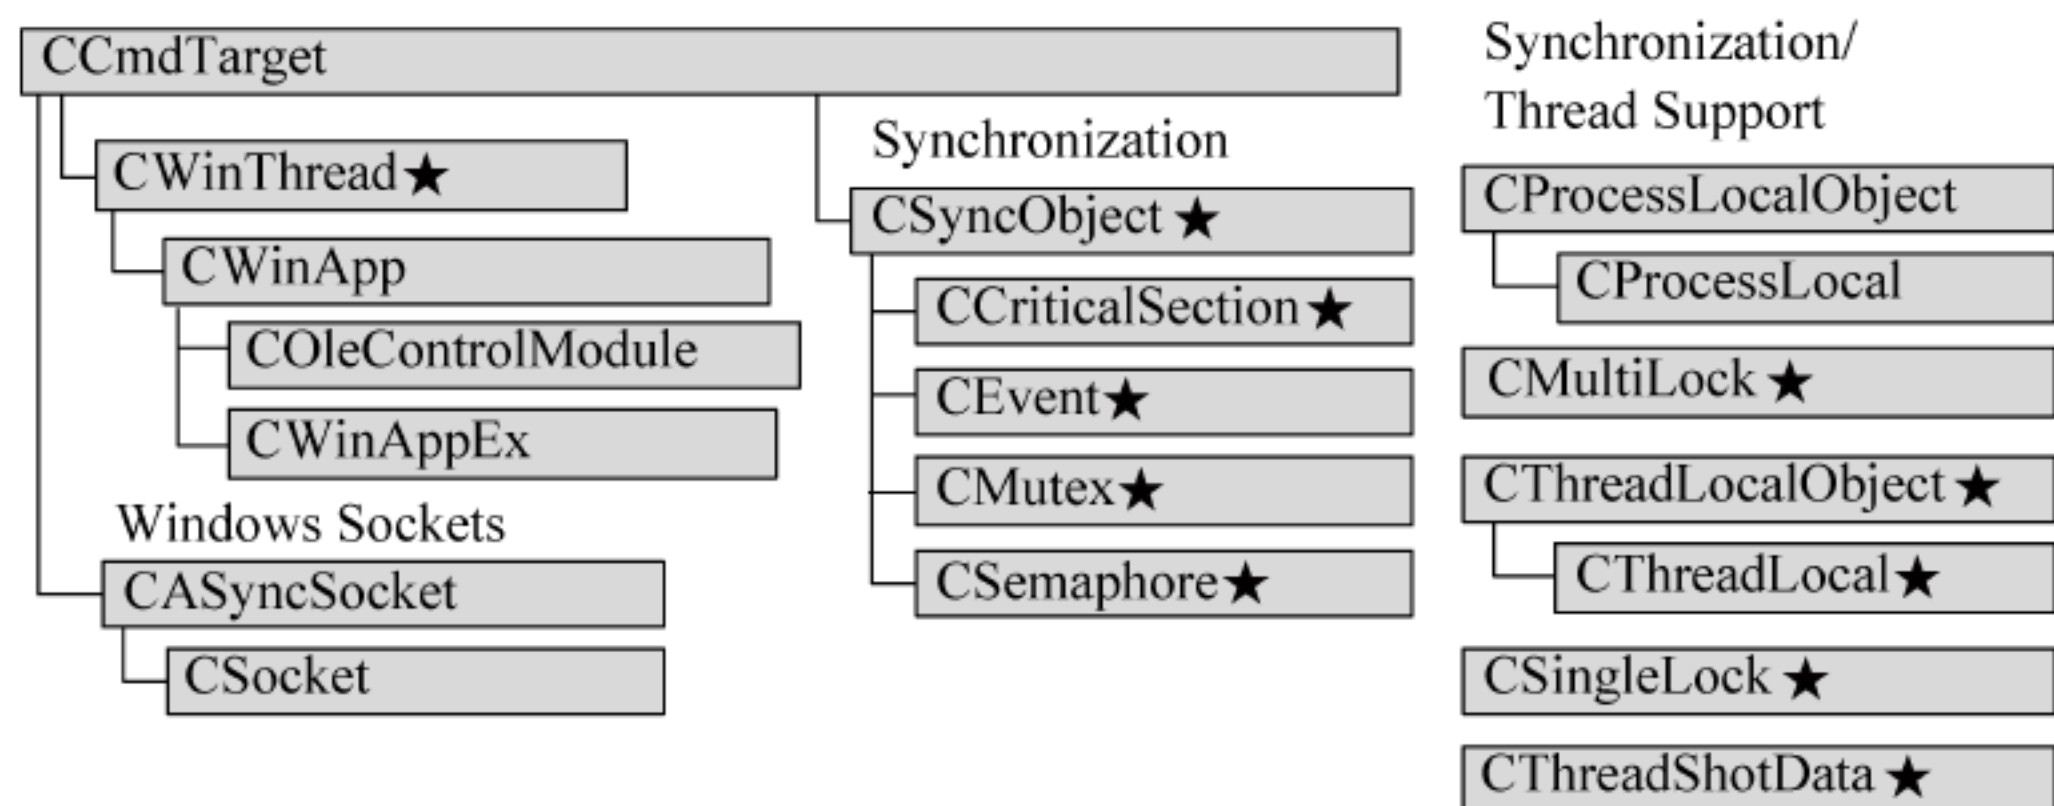 CCmdTarget
CWinThread★
CWinApp
COleControlModule
CWinAppEx
Windows Sockets
CASyncSocket
CSocket
Synchronization
CSyncObject ★
CCriticalSection ★
CEvent★
CMutex★
CSemaphore★
Synchronization/
Thread Support
CProcessLocalObject
CProcessLocal
CMultiLock ★
CThreadLocalObject ★
CThreadLocal★
CSingleLock ★
CThreadShotData ★